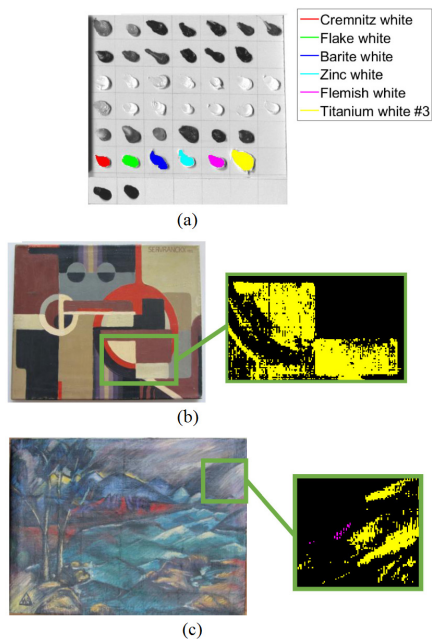 Cremnitz white
Flake white
Barite white
Zinc white
Flemish white
Titanium white #3
(a)
(b)
(c)